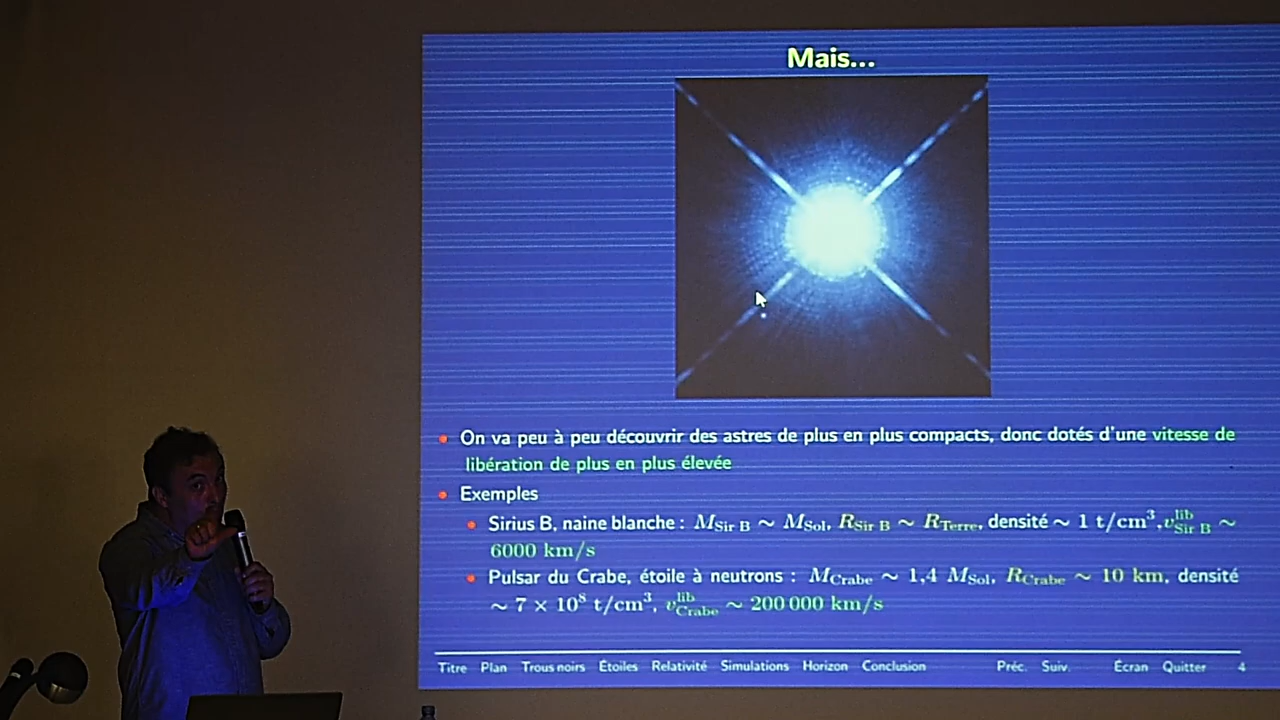 Mais...
On va peu à peu découvrir des astres de plus en plus compacts, donc dotés d'une vitesse de
libération de plus en plus élevée
Exemples
Sirius B, naine blanche : M_Sir B ∼ M_Sol, R_Sir B ∼ R_Terre, densité ∼ 1 t/cm³, v^lib_Sir B ∼
6000 km/s
Pulsar du Crabe, étoile à neutrons : M_Crabe ∼ 1,4 M_Sol, R_Crabe ∼ 10 km, densité
∼ 7 × 10⁸ t/cm³, v^lib_Crabe ∼ 200 000 km/s
Titre Plan Trous noirs Étoiles Relativité Simulations Horizon Conclusion Préc. Suiv. Écran Quitter 4